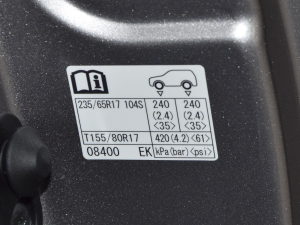 235/65R17 104S 240 240
(2.4) (2.4)
<35> <35>
T155/80R17 420(4.2)<61>
08400 EK kPa(bar)<psi>